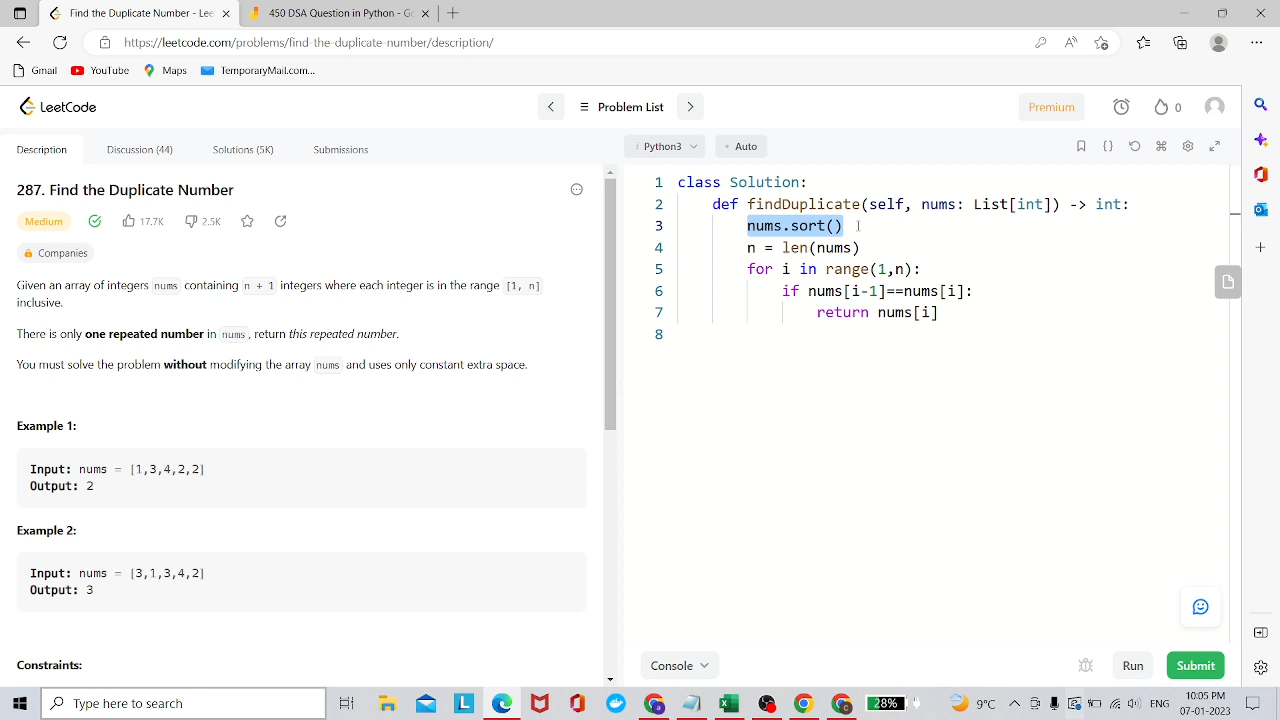 Find the Duplicate Number - Lee
450 DSA Question in Python - Go
https://leetcode.com/problems/find-the-duplicate-number/description/
Gmail
YouTube
Maps
TemporaryMail.com...
LeetCode
Problem List
Premium
0
Description
Discussion (44)
Solutions (5K)
Submissions
Python3
Auto
287. Find the Duplicate Number
Medium
17.7K
2.5K
Companies
Given an array of integers nums containing n + 1 integers where each integer is in the range [1, n]
inclusive.
There is only one repeated number in nums, return this repeated number.
You must solve the problem without modifying the array nums and uses only constant extra space.
Example 1:
Input: nums = [1,3,4,2,2]
Output: 2
Example 2:
Input: nums = [3,1,3,4,2]
Output: 3
Constraints:
1 class Solution:
2 def findDuplicate(self, nums: List[int]) -> int:
3 nums.sort()
4 n = len(nums)
5 for i in range(1,n):
6 if nums[i-1]==nums[i]:
7 return nums[i]
8
Console
Run
Submit
Type here to search
28%
9°C
ENG
10:05 PM
07-01-2023